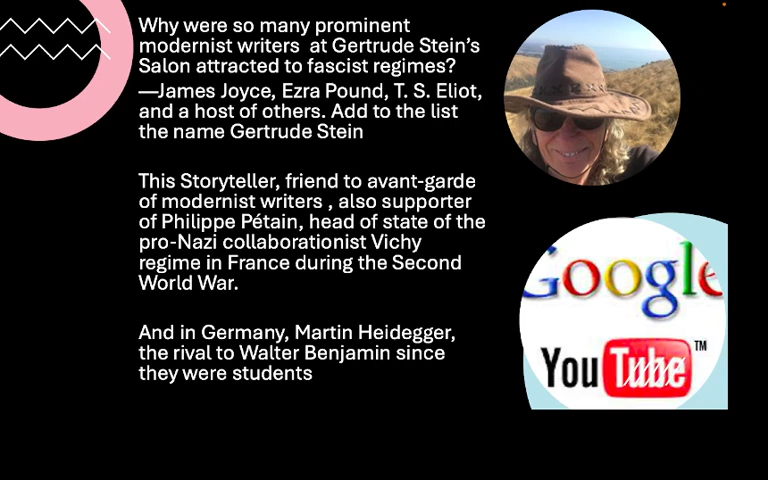 Why were so many prominent
modernist writers  at Gertrude Stein's
Salon attracted to fascist regimes?
—James Joyce, Ezra Pound, T. S. Eliot,
and a host of others. Add to the list
the name Gertrude Stein
This Storyteller, friend to avant-garde
of modernist writers , also supporter
of Philippe Pétain, head of state of the
pro-Nazi collaborationist Vichy
regime in France during the Second
World War.
And in Germany, Martin Heidegger,
the rival to Walter Benjamin since
they were students
Google
YouTube TM